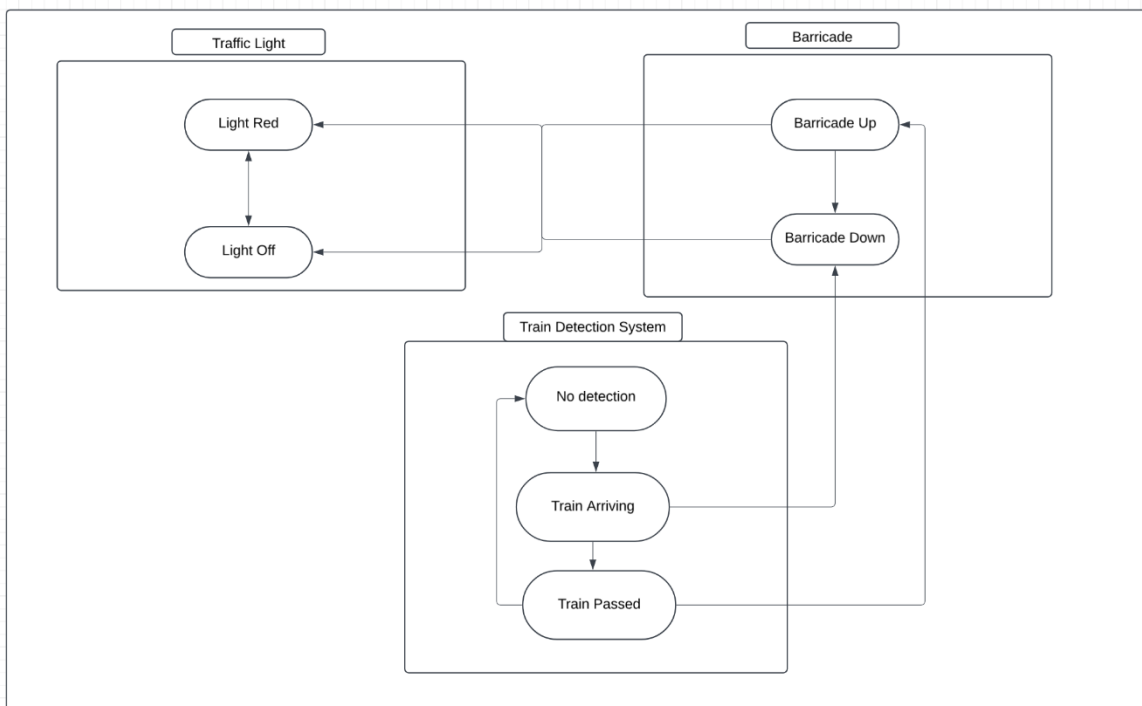 Traffic Light
Barricade
Light Red
Barricade Up
Light Off
Barricade Down
Train Detection System
No detection
Train Arriving
Train Passed